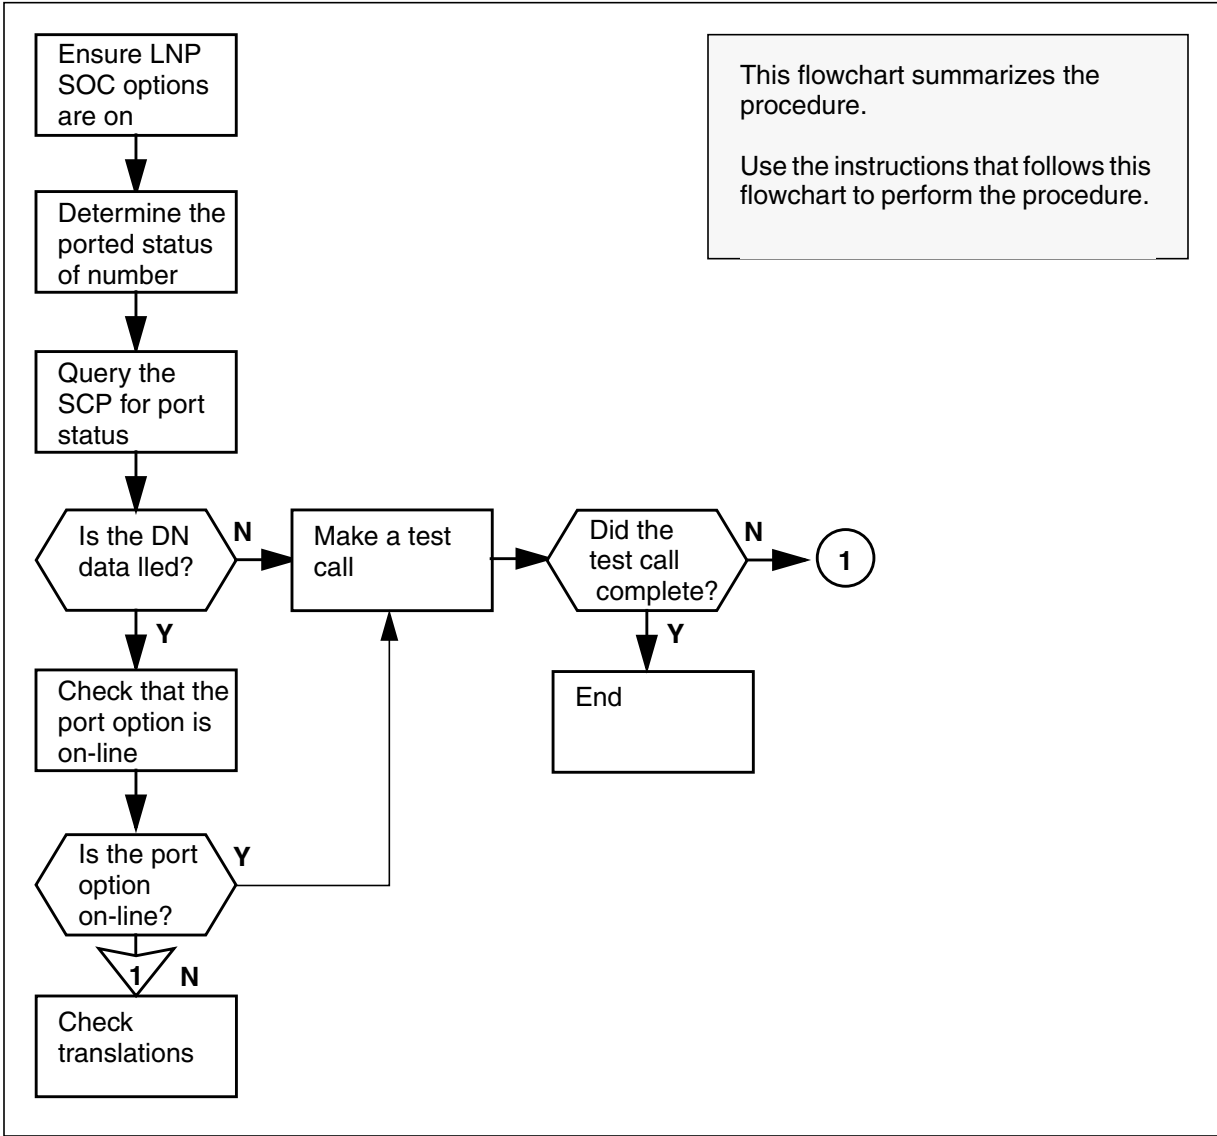 Ensure LNP
SOC options
are on
This flowchart summarizes the
procedure.
Use the instructions that follows this
flowchart to perform the procedure.
Determine the
ported status
of number
Query the
SCP for port
status
Is the DN
data lled?
N
Y
Make a test
call
Did the
test call
complete?
N
1
Y
End
Check that the
port option is
on-line
Is the port
option
on-line?
Y
1
N
Check
translations